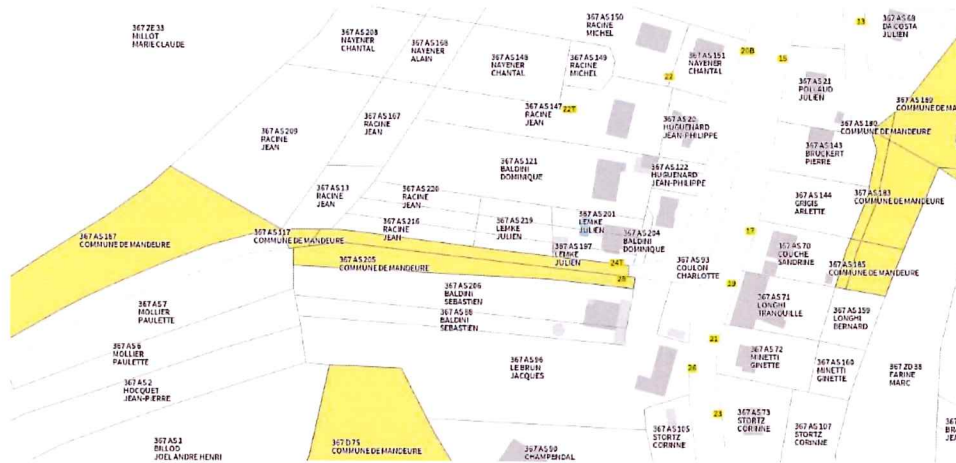 367 ZE 33
MILLOT
MARIE CLAUDE
367 AS 208
NAYENER
CHANTAL
367 AS 168
NAYENER
ALAIN
367 AS 148
NAYENER
CHANTAL
367 AS 150
RACINE
MICHEL
367 AS 149
RACINE
MICHEL
367 AS 151
NAYENER
CHANTAL
20B
13
15
367 AS 68
DA COSTA
JULIEN
22
367 AS 21
POLLAUD
JULIEN
367 AS 189
COMMUNE DE MANDEURE
367 AS 209
RACINE
JEAN
367 AS 167
RACINE
JEAN
367 AS 147
RACINE
JEAN
22T
367 AS 20
HUGUENARD
JEAN-PHILIPPE
367 AS 190
COMMUNE DE MANDEURE
367 AS 143
BRUCKERT
PIERRE
367 AS 121
BALDINI
DOMINIQUE
367 AS 122
HUGUENARD
JEAN-PHILIPPE
367 AS 13
RACINE
JEAN
367 AS 220
RACINE
JEAN
367 AS 144
GRIGIS
ARLETTE
367 AS 183
COMMUNE DE MANDEURE
367 AS 187
COMMUNE DE MANDEURE
367 AS 117
COMMUNE DE MANDEURE
367 AS 216
RACINE
JEAN
367 AS 219
LEMKE
JULIEN
367 AS 201
LEMKE
JULIEN
367 AS 197
LEMKE
JULIEN
367 AS 204
BALDINI
DOMINIQUE
17
367 AS 70
COUCHE
SANDRINE
367 AS 185
COMMUNE DE MANDEURE
367 AS 205
COMMUNE DE MANDEURE
24T
367 AS 93
COULON
CHARLOTTE
19
367 AS 7
MOLLIER
PAULETTE
367 AS 206
BALDINI
SEBASTIEN
367 AS 88
BALDINI
SEBASTIEN
367 AS 71
LONGHI
TRANQUILLE
367 AS 159
LONGHI
BERNARD
367 AS 6
MOLLIER
PAULETTE
21
367 AS 72
MINETTI
GINETTE
367 AS 160
MINETTI
GINETTE
367 AS 96
LE BRUN
JACQUES
26
367 ZD 38
FARINE
MARC
367 AS 2
HOCQUET
JEAN-PIERRE
23
367 AS 73
STORTZ
CORINNE
367 AS 105
STORTZ
CORINNE
367 AS 107
STORTZ
CORINNE
367 AS 1
BILLOD
JOEL ANDRE HENRI
367 D 75
COMMUNE DE MANDEURE
367 AS 90
CHAMPENDAL